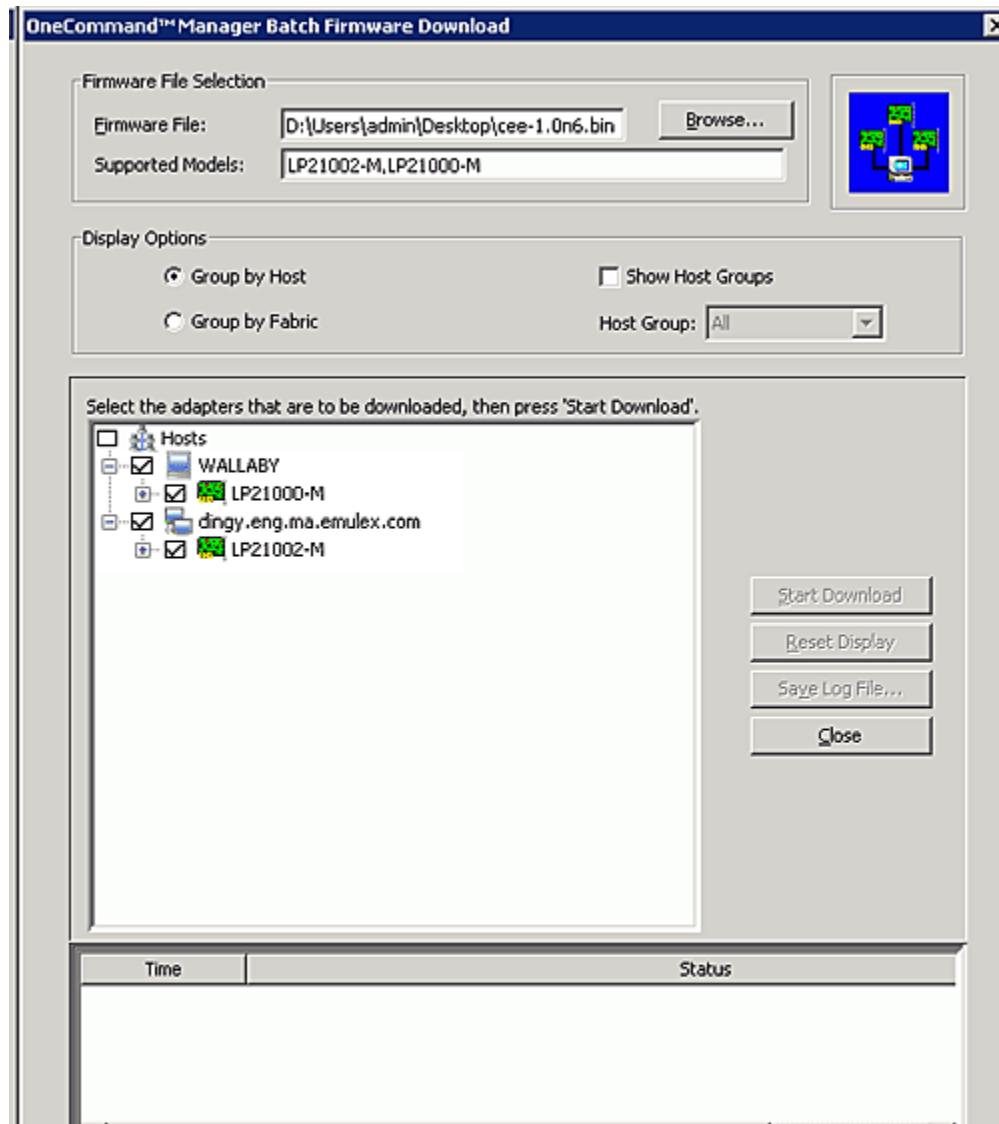 OneCommand™Manager Batch Firmware Download
Firmware File Selection
Firmware File: D:\Users\admin\Desktop\cee-1.0n6.bin Browse...
Supported Models: LP21002-M,LP21000-M
Display Options
Group by Host Show Host Groups
Group by Fabric Host Group: All
Select the adapters that are to be downloaded, then press 'Start Download'.
Hosts
WALLABY
LP21000-M
dingy.eng.ma.emulex.com
LP21002-M
Start Download
Reset Display
Save Log File...
Close
Time Status